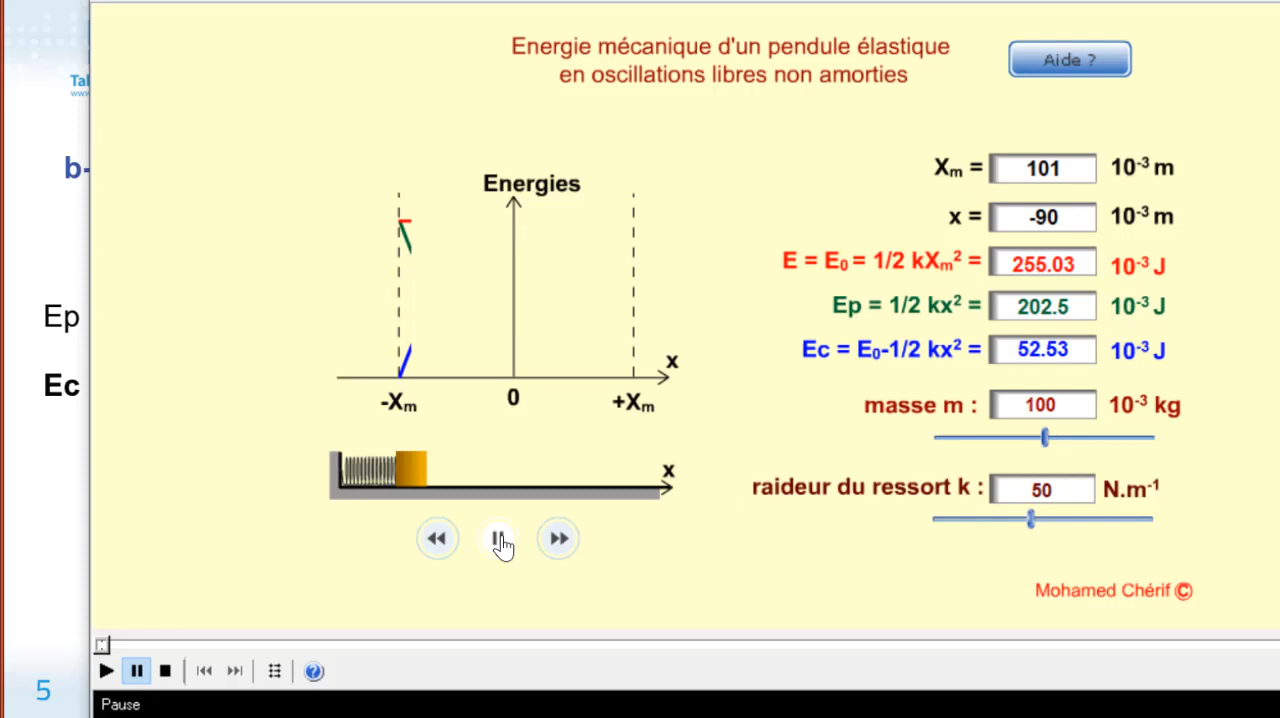 Energie mécanique d'un pendule élastique
en oscillations libres non amorties
Aide ?
Tal
www
b-
Energies
x
-Xm
0
+Xm
x
Xm = 101 10-3 m
x = -90 10-3 m
E = E0 = 1/2 kXm2 = 255.03 10-3 J
Ep = 1/2 kx2 = 202.5 10-3 J
Ec = E0-1/2 kx2 = 52.53 10-3 J
masse m : 100 10-3 kg
raideur du ressort k : 50 N.m-1
Ep
Ec
Mohamed Chérif ©
5
Pause